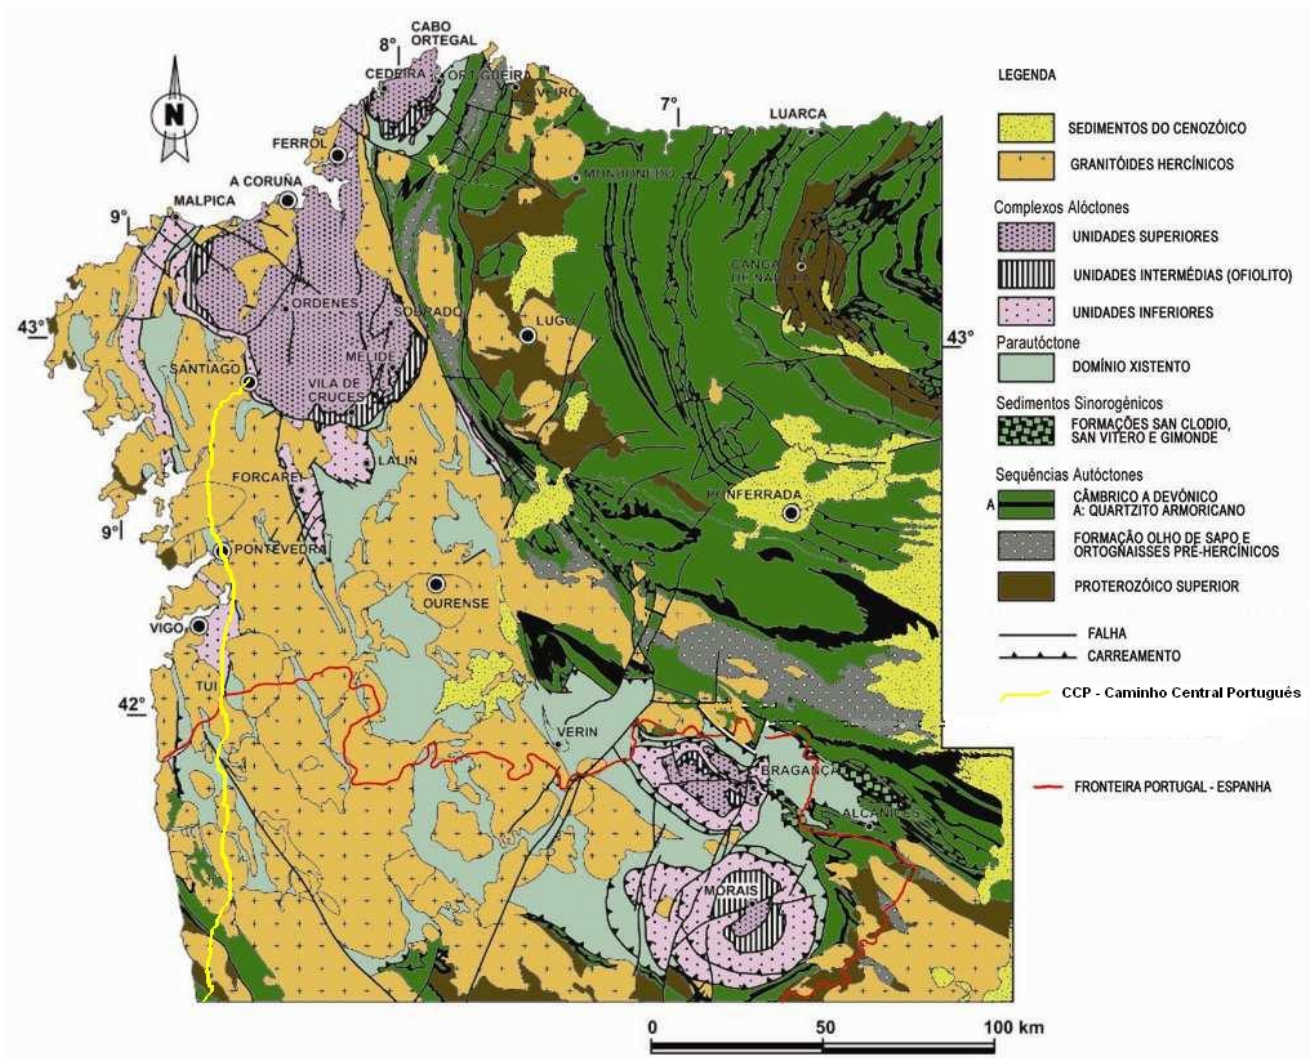 CABO
ORTEGAL
8°
CEDEIRA
ORTIGUEIRA
VIVEIRO
7°
LUARCA
N
FERROL
MONDOÑEDO
A CORUÑA
MALPICA
9°
CANGAS
DE NARCEA
ORDENES
SOBRADO
LUGO
43°
43°
MELIDE
SANTIAGO
VILA DE
CRUCES
LALIN
FORCAREI
PONFERRADA
9°
PONTEVEDRA
OURENSE
VIGO
TUI
42°
VERIN
BRAGANÇA
ALCAÑICES
MORAIS
LEGENDA
SEDIMENTOS DO CENOZÓICO
GRANITÓIDES HERCÍNICOS
Complexos Alóctones
UNIDADES SUPERIORES
UNIDADES INTERMÉDIAS (OFIOLITO)
UNIDADES INFERIORES
Parautóctone
DOMÍNIO XISTENTO
Sedimentos Sinorogénicos
FORMAÇÕES SAN CLODIO,
SAN VITERO E GIMONDE
Sequências Autóctones
A
CÂMBRICO A DEVÓNICO
A: QUARTZITO ARMORICANO
FORMAÇÃO OLHO DE SAPO E
ORTOGNAISSES PRÉ-HERCÍNICOS
PROTEROZÓICO SUPERIOR
FALHA
CARREAMENTO
CCP - Caminho Central Português
FRONTEIRA PORTUGAL - ESPANHA
0 50 100 km